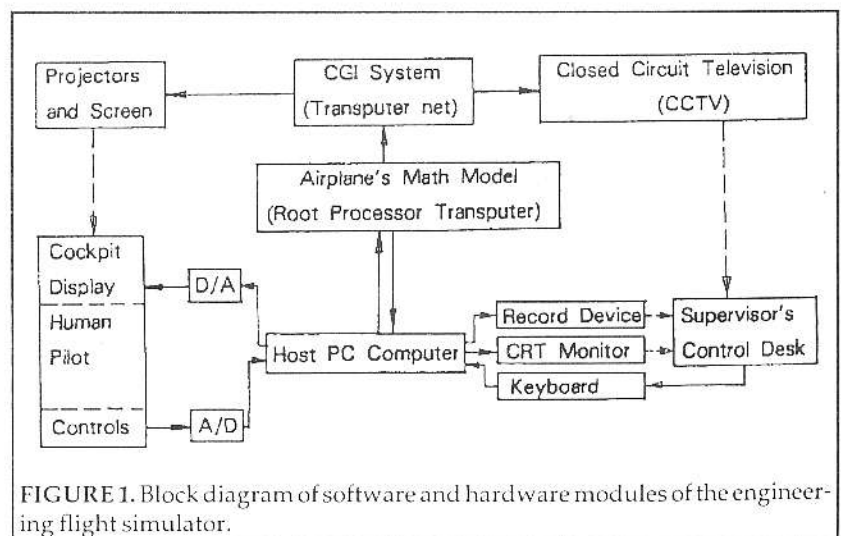 Projectors
and Screen
CGI System
(Transputer net)
Closed Circuit Television
(CCTV)
Airplane's Math Model
(Root Processor Transputer)
Cockpit
Display
Human
Pilot
Controls
D/A
A/D
Host PC Computer
Record Device
CRT Monitor
Keyboard
Supervisor's
Control Desk
FIGURE 1. Block diagram of software and hardware modules of the engineer-
ing flight simulator.